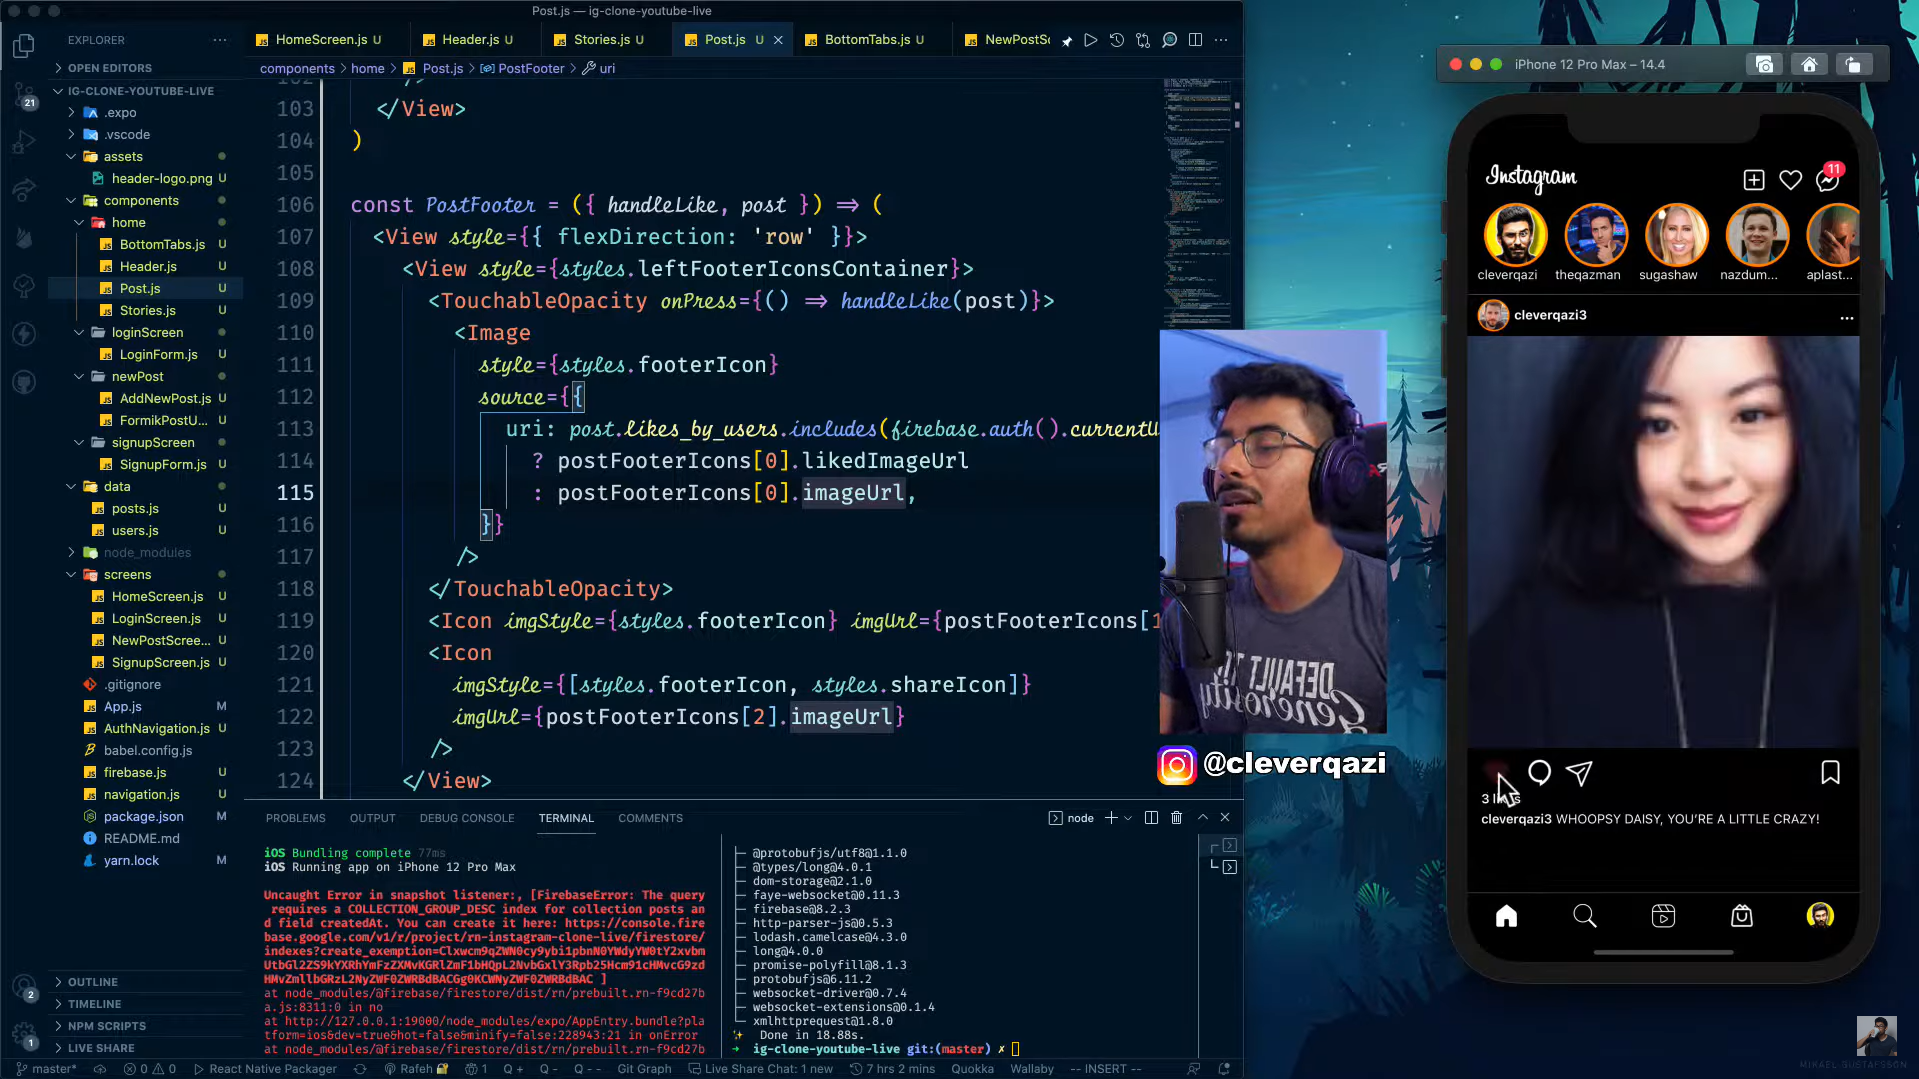 Post.js — ig-clone-youtube-live
EXPLORER
HomeScreen.js U
Header.js U
Stories.js U
Post.js U
BottomTabs.js U
NewPostSc
components > home > Post.js > PostFooter > uri
OPEN EDITORS
IG-CLONE-YOUTUBE-LIVE
.expo
.vscode
assets
header-logo.png U
components
home
BottomTabs.js U
Header.js U
Post.js U
Stories.js U
loginScreen
LoginForm.js U
newPost
AddNewPost.js U
FormikPostU... U
signupScreen
SignupForm.js U
data
posts.js U
users.js U
node_modules
screens
HomeScreen.js U
LoginScreen.js U
NewPostScree... U
SignupScreen.js U
.gitignore
App.js M
AuthNavigation.js U
babel.config.js
firebase.js U
navigation.js U
package.json M
README.md
yarn.lock M
OUTLINE
TIMELINE
NPM SCRIPTS
LIVE SHARE
21
2
1
103 </View>
104 )
105
106 const PostFooter = ({ handleLike, post }) => (
107 <View style={{ flexDirection: 'row' }}>
108 <View style={styles.leftFooterIconsContainer}>
109 <TouchableOpacity onPress={() => handleLike(post)}>
110 <Image
111 style={styles.footerIcon}
112 source={{
113 uri: post.likes_by_users.includes(firebase.auth().currentU
114 ? postFooterIcons[0].likedImageUrl
115 : postFooterIcons[0].imageUrl,
116 }}
117 />
118 </TouchableOpacity>
119 <Icon imgStyle={styles.footerIcon} imgUrl={postFooterIcons[1
120 <Icon
121 imgStyle={[styles.footerIcon, styles.shareIcon]}
122 imgUrl={postFooterIcons[2].imageUrl}
123 />
124 </View>
PROBLEMS
OUTPUT
DEBUG CONSOLE
TERMINAL
COMMENTS
node
iOS Bundling complete 77ms
iOS Running app on iPhone 12 Pro Max
Uncaught Error in snapshot listener:, [FirebaseError: The query
requires a COLLECTION_GROUP_DESC index for collection posts an
d field createdAt. You can create it here: https://console.fire
base.google.com/v1/r/project/rn-instagram-clone-live/firestore/
at node_modules/@firebase/firestore/dist/rn/prebuilt.rn-f9cd27b
a.js:8311:0 in no
at http://127.0.0.1:19000/node_modules/expo/AppEntry.bundle?pla
tform=ios&dev=true&hot=false&minify=false:228943:21 in onError
at node_modules/@firebase/firestore/dist/rn/prebuilt.rn-f9cd27b
@protobufjs/utf8@1.1.0
@types/long@4.0.1
dom-storage@2.1.0
faye-websocket@0.11.3
firebase@8.2.3
http-parser-js@0.5.3
lodash.camelcase@4.3.0
long@4.0.0
promise-polyfill@8.1.3
protobufjs@6.11.2
websocket-driver@0.7.4
websocket-extensions@0.1.4
xmlhttprequest@1.8.0
Done in 18.88s.
ig-clone-youtube-live git:(master) ✗
master*
0 0
React Native Packager
Rafeh
1
Q +
Q -
Q - -
Git Graph
Live Share Chat: 1 new
7 hrs 2 mins
Quokka
Wallaby
-- INSERT --
DEFAULT TO
Generosity
@cleverqazi
iPhone 12 Pro Max – 14.4
Instagram
11
cleverqazi
theqazman
sugashaw
nazdum...
aplast...
cleverqazi3
cleverqazi3 WHOOPSY DAISY, YOU'RE A LITTLE CRAZY!
MIKAEL GUSTAFSSON